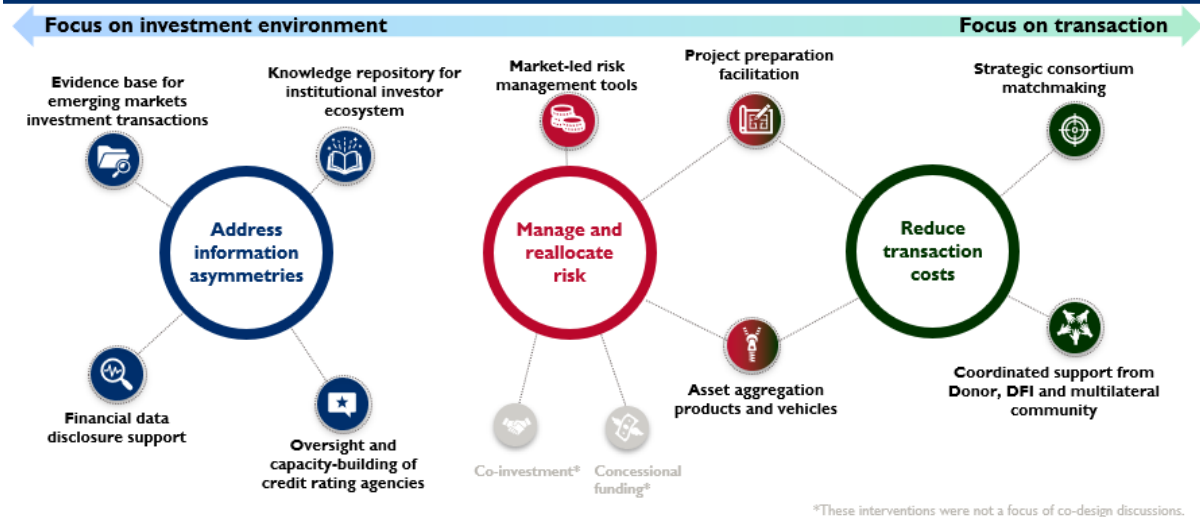 Focus on investment environment
Focus on transaction
Evidence base for
emerging markets
investment transactions
Knowledge repository for
institutional investor
ecosystem
Market-led risk
management tools
Project preparation
facilitation
Strategic consortium
matchmaking
Address
information
asymmetries
Manage and
reallocate
risk
Reduce
transaction
costs
Financial data
disclosure support
Oversight and
capacity-building of
credit rating agencies
Co-investment*
Concessional
funding*
Asset aggregation
products and vehicles
Coordinated support from
Donor, DFI and multilateral
community
*These interventions were not a focus of co-design discussions.